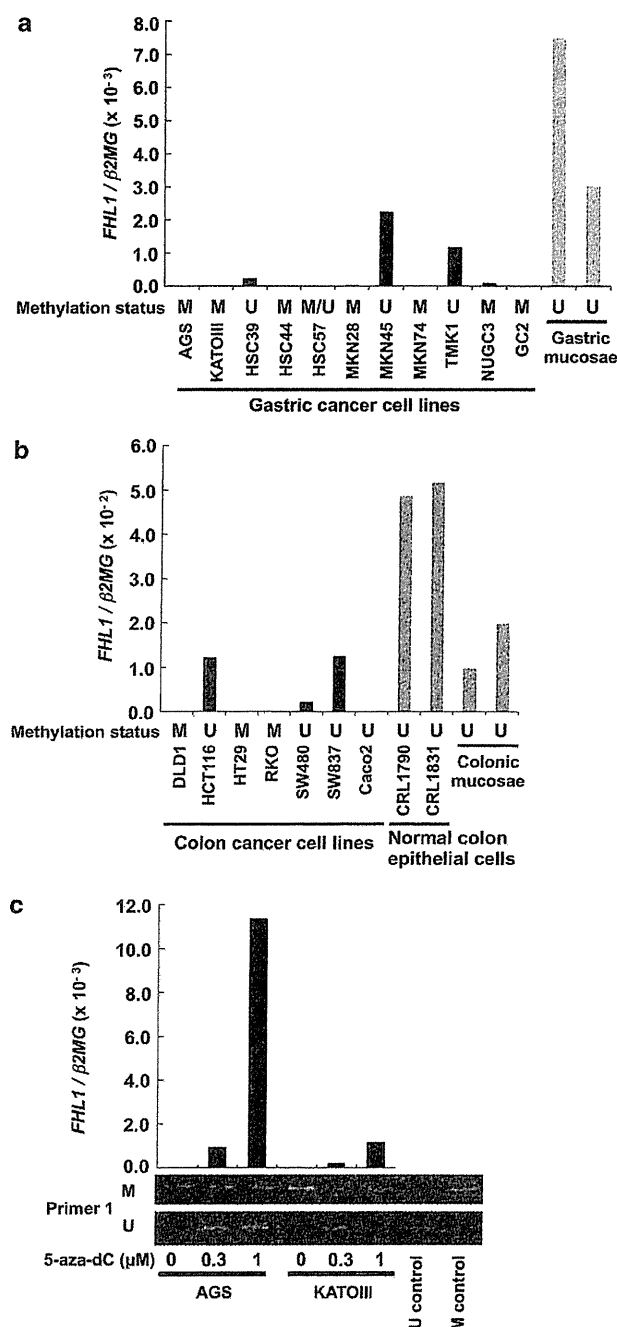 a
FHL1 / β2MG (x 10⁻³)
8.0
7.0
6.0
5.0
4.0
3.0
2.0
1.0
0.0
Methylation status M M U M M/U M U M U M M U U
AGS
KATOIII
HSC39
HSC44
HSC57
MKN28
MKN45
MKN74
TMK1
NUGC3
GC2
Gastric
mucosae
Gastric cancer cell lines
b
FHL1 / β2MG (x 10⁻²)
6.0
5.0
4.0
3.0
2.0
1.0
0.0
Methylation status M U M M U U U U U U U
DLD1
HCT116
HT29
RKO
SW480
SW837
Caco2
CRL1790
CRL1831
Colonic
mucosae
Colon cancer cell lines
Normal colon
epithelial cells
c
FHL1 / β2MG (x 10⁻³)
12.0
10.0
8.0
6.0
4.0
2.0
0.0
Primer 1
M
U
5-aza-dC (µM) 0 0.3 1 0 0.3 1
AGS
KATOIII
U control
M control